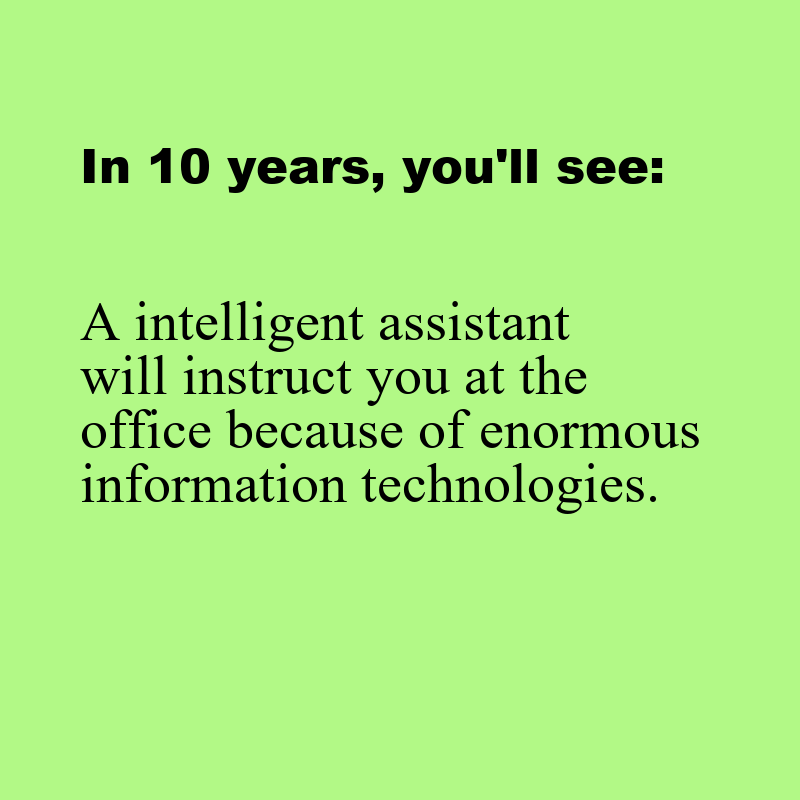 In 10 years, you'll see:
A intelligent assistant
will instruct you at the
office because of enormous
information technologies.